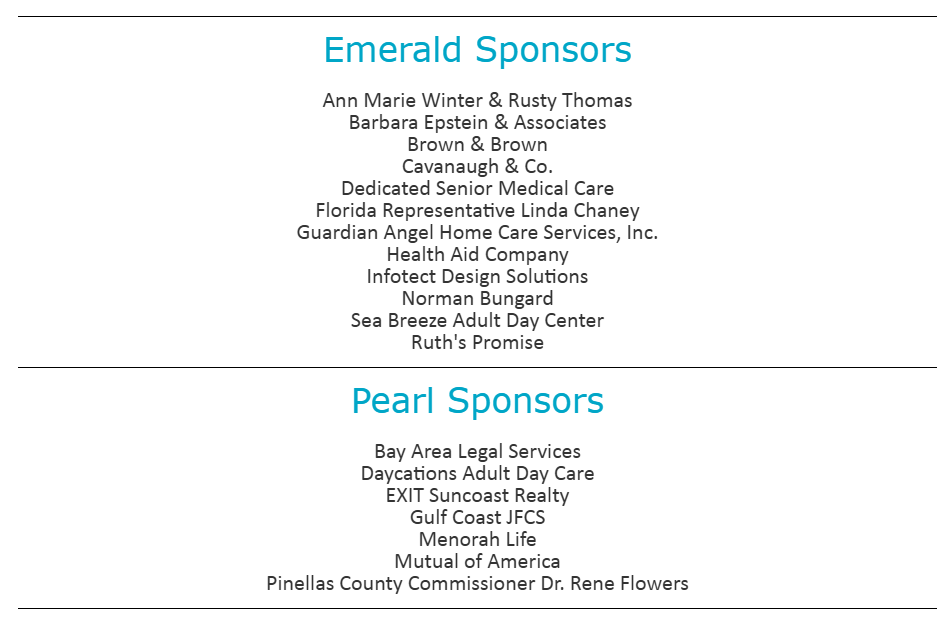 Emerald Sponsors
Ann Marie Winter & Rusty Thomas
Barbara Epstein & Associates
Brown & Brown
Cavanaugh & Co.
Dedicated Senior Medical Care
Florida Representative Linda Chaney
Guardian Angel Home Care Services, Inc.
Health Aid Company
Infotect Design Solutions
Norman Bungard
Sea Breeze Adult Day Center
Ruth's Promise
Pearl Sponsors
Bay Area Legal Services
Daycations Adult Day Care
EXIT Suncoast Realty
Gulf Coast JFCS
Menorah Life
Mutual of America
Pinellas County Commissioner Dr. Rene Flowers